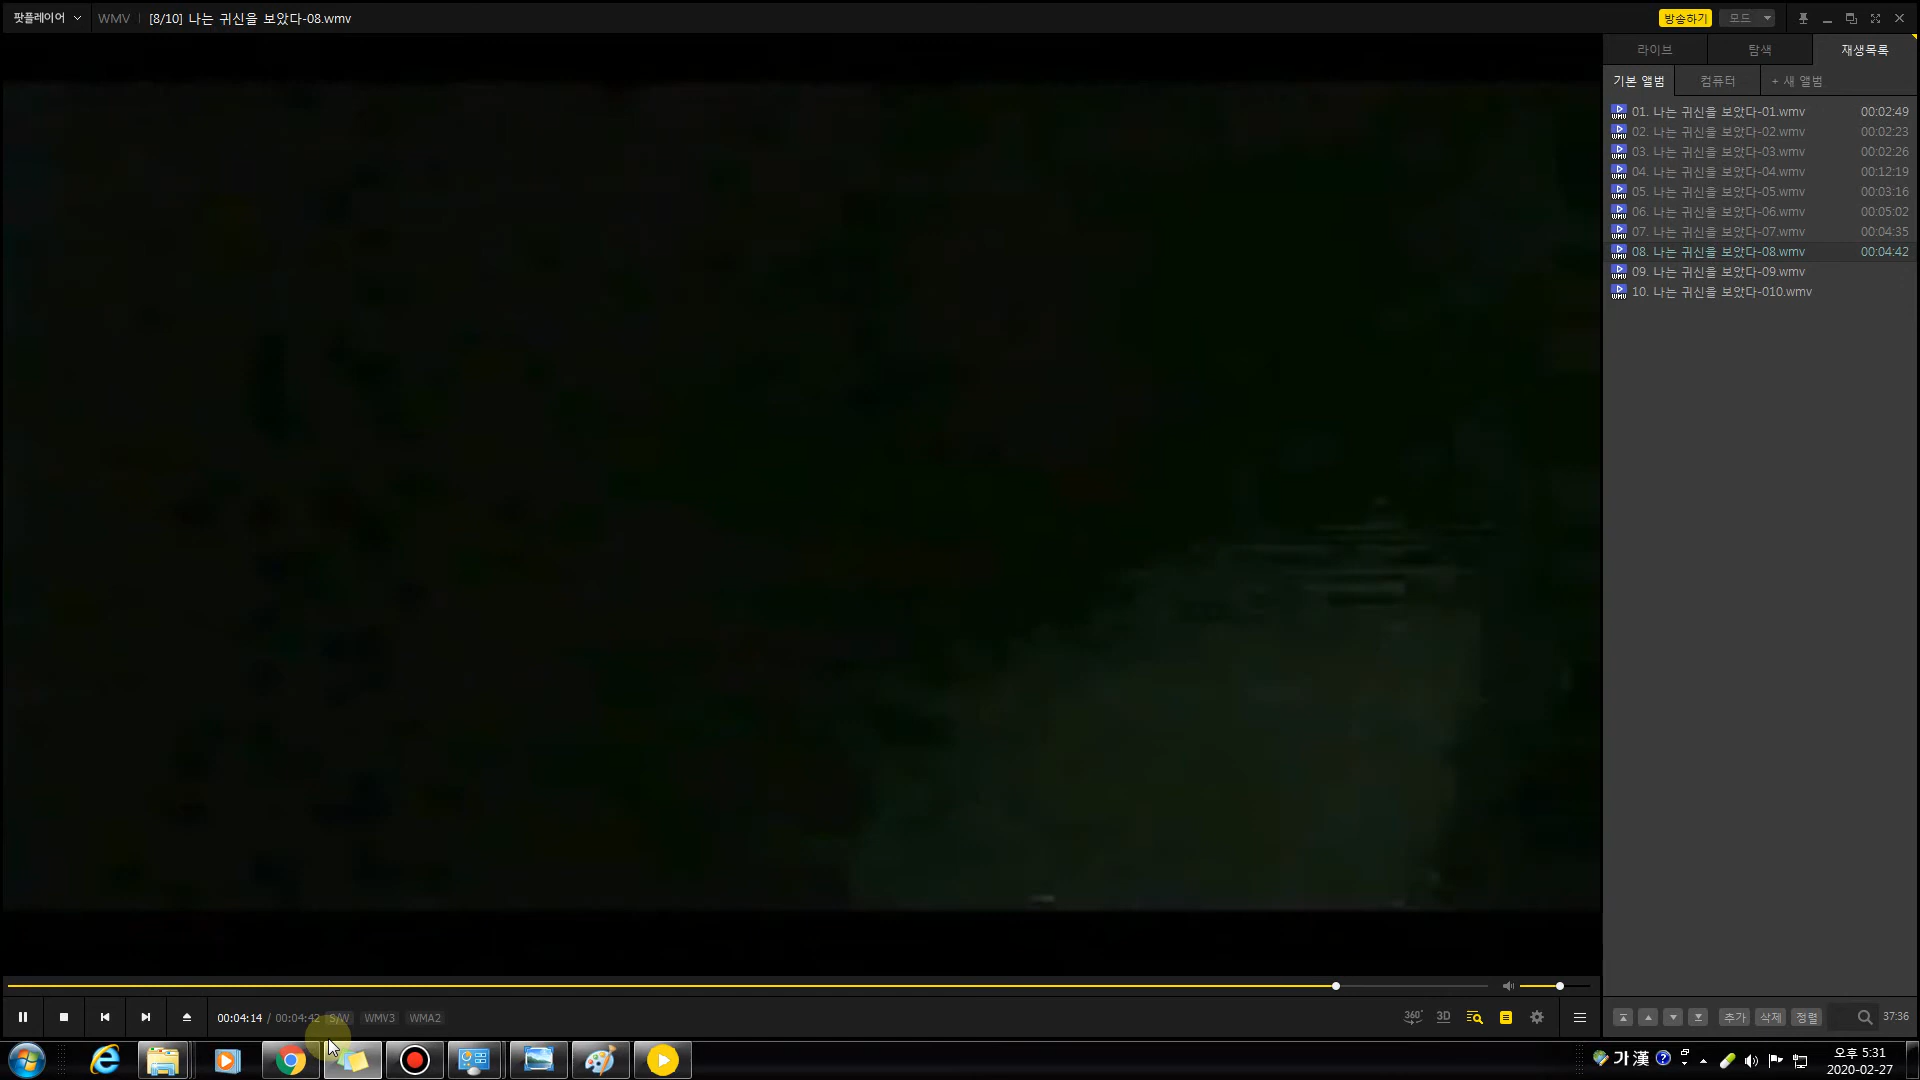 팟플레이어 WMV [8/10] 나는 귀신을 보았다-08.wmv 방송하기 모드
라이브 탐색 재생목록
기본 앨범 컴퓨터 + 새 앨범
01. 나는 귀신을 보았다-01.wmv 00:02:49
02. 나는 귀신을 보았다-02.wmv 00:02:23
03. 나는 귀신을 보았다-03.wmv 00:02:26
04. 나는 귀신을 보았다-04.wmv 00:12:19
05. 나는 귀신을 보았다-05.wmv 00:03:16
06. 나는 귀신을 보았다-06.wmv 00:05:02
07. 나는 귀신을 보았다-07.wmv 00:04:35
08. 나는 귀신을 보았다-08.wmv 00:04:42
09. 나는 귀신을 보았다-09.wmv
10. 나는 귀신을 보았다-010.wmv
00:04:14 / 00:04:42 S/W WMV3 WMA2 360° 3D 추가 삭제 정렬 37:36
가 漢 오후 5:31
2020-02-27